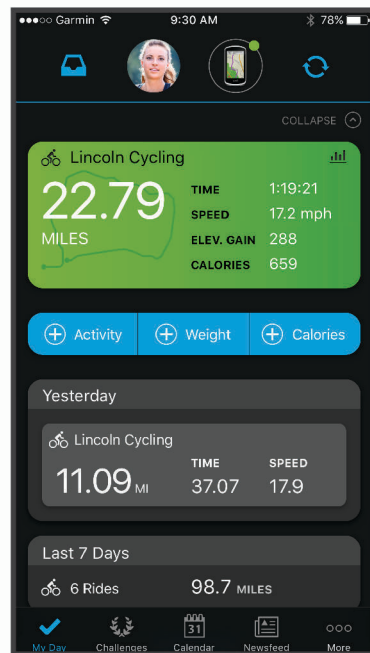 Garmin 9:30 AM 78%
COLLAPSE
Lincoln Cycling
22.79
MILES
TIME 1:19:21
SPEED 17.2 mph
ELEV. GAIN 288
CALORIES 659
Activity Weight Calories
Yesterday
Lincoln Cycling
11.09 MI
TIME SPEED
37.07 17.9
Last 7 Days
6 Rides 98.7 MILES
31
My Day Challenges Calendar Newsfeed More